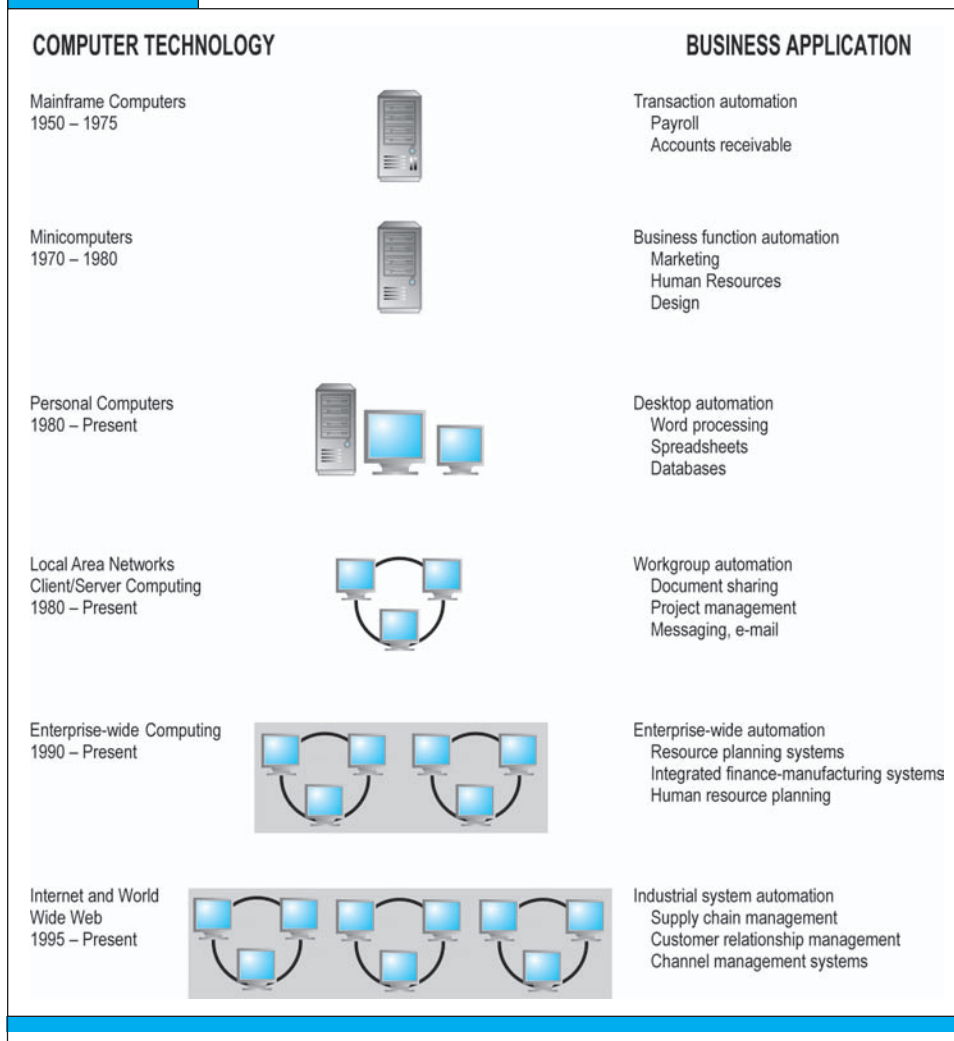 COMPUTER TECHNOLOGY
BUSINESS APPLICATION
Mainframe Computers
1950 – 1975
Transaction automation
Payroll
Accounts receivable
Minicomputers
1970 – 1980
Business function automation
Marketing
Human Resources
Design
Personal Computers
1980 – Present
Desktop automation
Word processing
Spreadsheets
Databases
Local Area Networks
Client/Server Computing
1980 – Present
Workgroup automation
Document sharing
Project management
Messaging, e-mail
Enterprise-wide Computing
1990 – Present
Enterprise-wide automation
Resource planning systems
Integrated finance-manufacturing systems
Human resource planning
Internet and World
Wide Web
1995 – Present
Industrial system automation
Supply chain management
Customer relationship management
Channel management systems